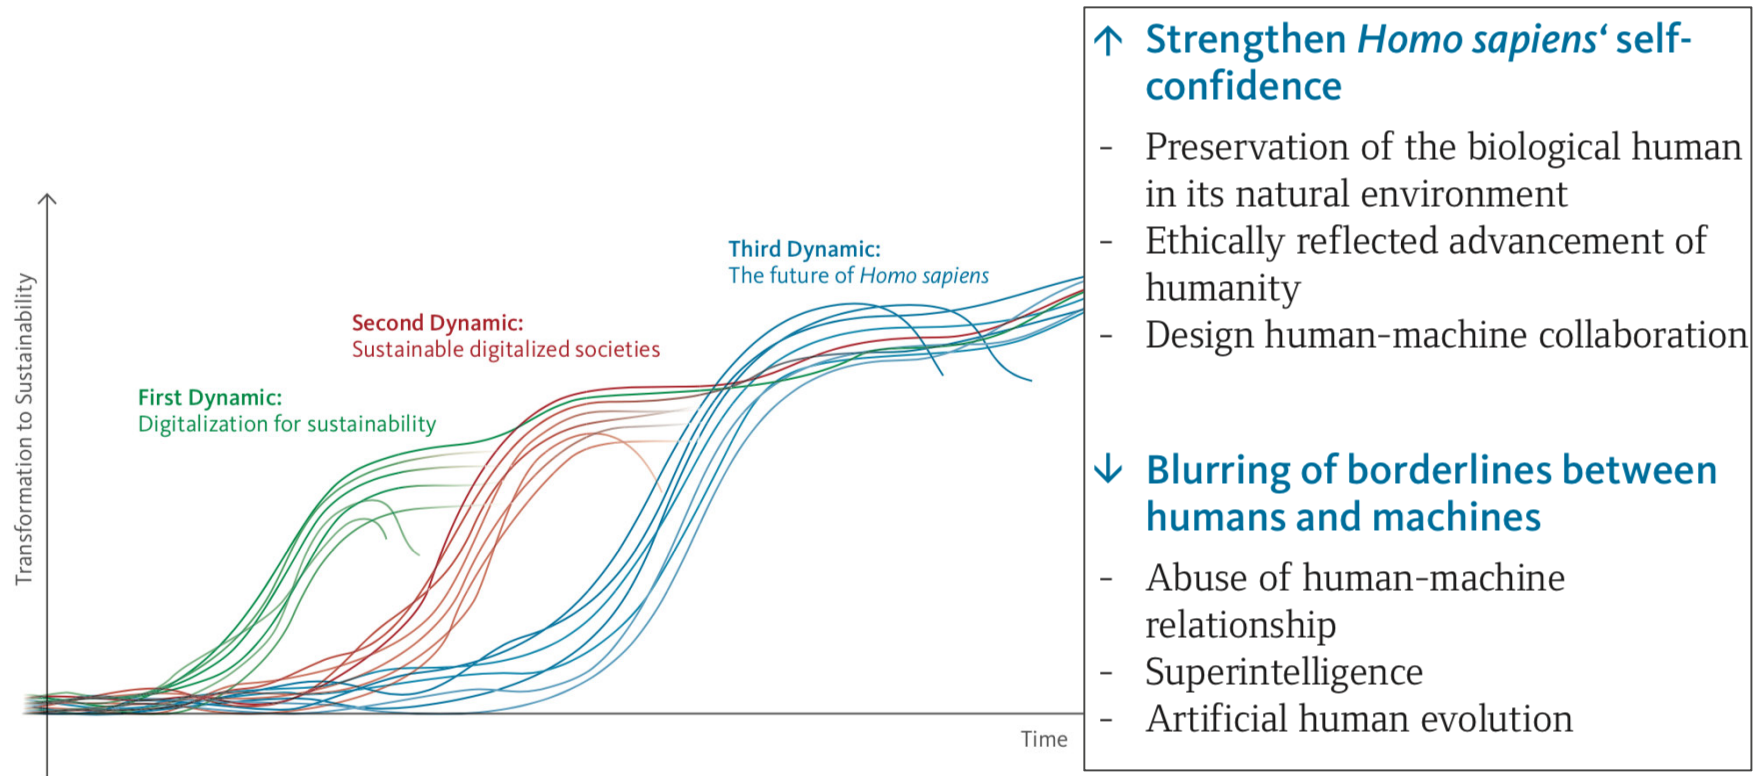 Transformation to Sustainability
First Dynamic:
Digitalization for sustainability
Second Dynamic:
Sustainable digitalized societies
Third Dynamic:
The future of Homo sapiens
Time
↑ Strengthen Homo sapiens‘ self-
confidence
- Preservation of the biological human
in its natural environment
- Ethically reflected advancement of
humanity
- Design human-machine collaboration
↓ Blurring of borderlines between
humans and machines
- Abuse of human-machine
relationship
- Superintelligence
- Artificial human evolution